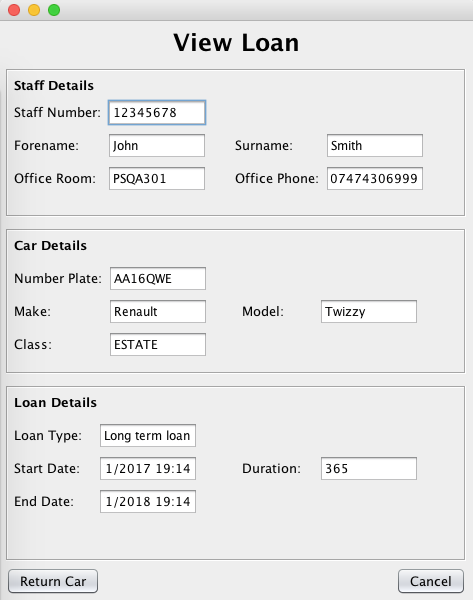 View Loan
Staff Details
Staff Number: 12345678
Forename: John Surname: Smith
Office Room: PSQA301 Office Phone: 07474306999
Car Details
Number Plate: AA16QWE
Make: Renault Model: Twizzy
Class: ESTATE
Loan Details
Loan Type: Long term loan
Start Date: 1/2017 19:14 Duration: 365
End Date: 1/2018 19:14
Return Car Cancel